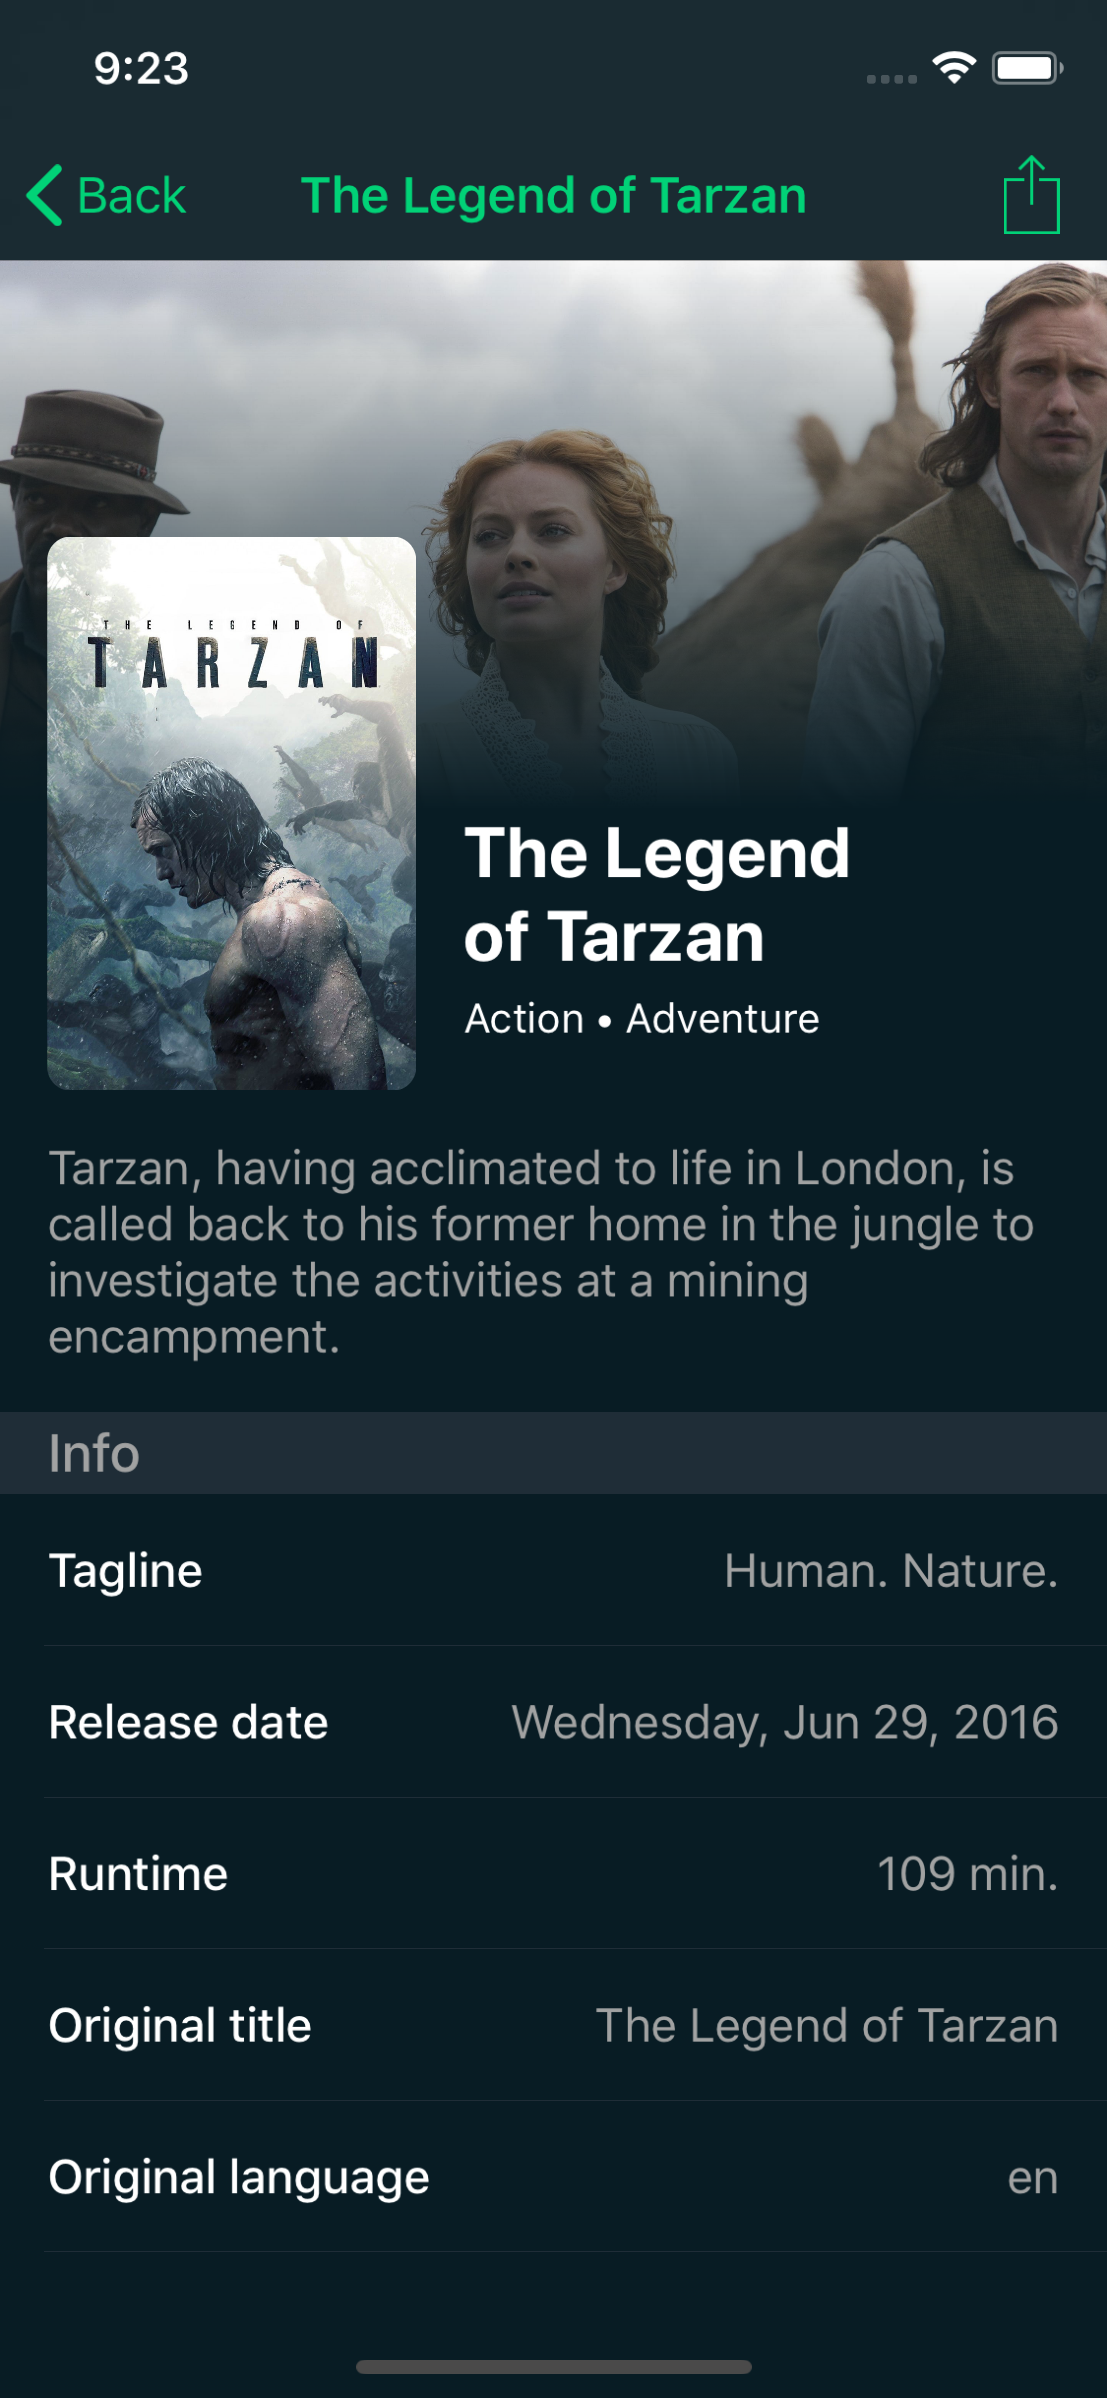 9:23
Back
The Legend of Tarzan
THE LEGEND OF
TARZAN
The Legend
of Tarzan
Action • Adventure
Tarzan, having acclimated to life in London, is
called back to his former home in the jungle to
investigate the activities at a mining
encampment.
Info
Tagline
Human. Nature.
Release date
Wednesday, Jun 29, 2016
Runtime
109 min.
Original title
The Legend of Tarzan
Original language
en